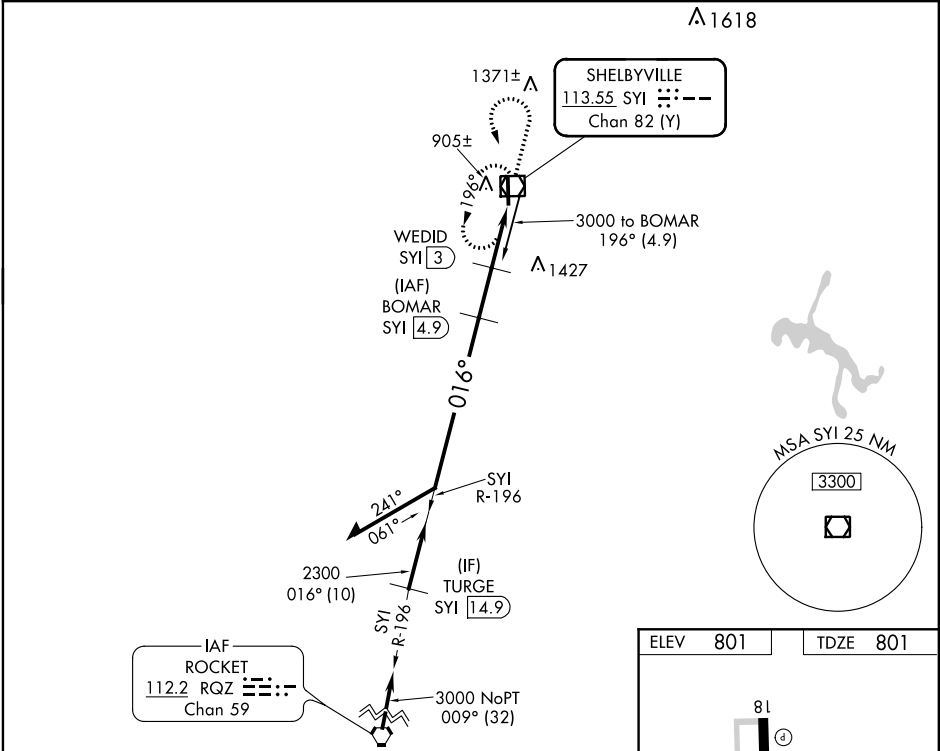 1618
1371±
SHELBYVILLE
113.55 SYI
Chan 82 (Y)
905±
196°
3000 to BOMAR
196° (4.9)
WEDID
SYI 3
1427
(IAF)
BOMAR
SYI 4.9
016°
MSA SYI 25 NM
3300
SYI
R-196
241°
061°
2300
016° (10)
(IF)
TURGE
SYI 14.9
SYI
R-196
IAF
ROCKET
112.2 RQZ
Chan 59
3000 NoPT
009° (32)
ELEV 801
TDZE 801
18
P